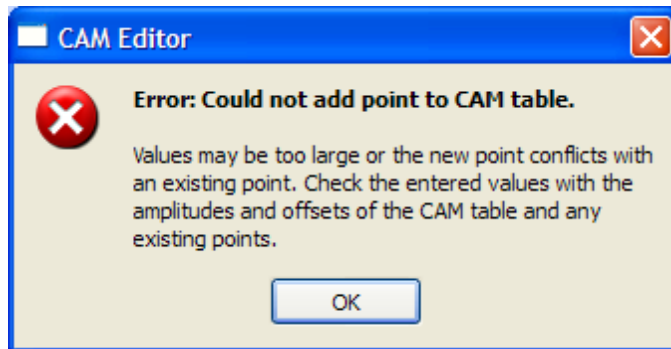 CAM Editor
Error: Could not add point to CAM table.
Values may be too large or the new point conflicts with
an existing point. Check the entered values with the
amplitudes and offsets of the CAM table and any
existing points.
OK